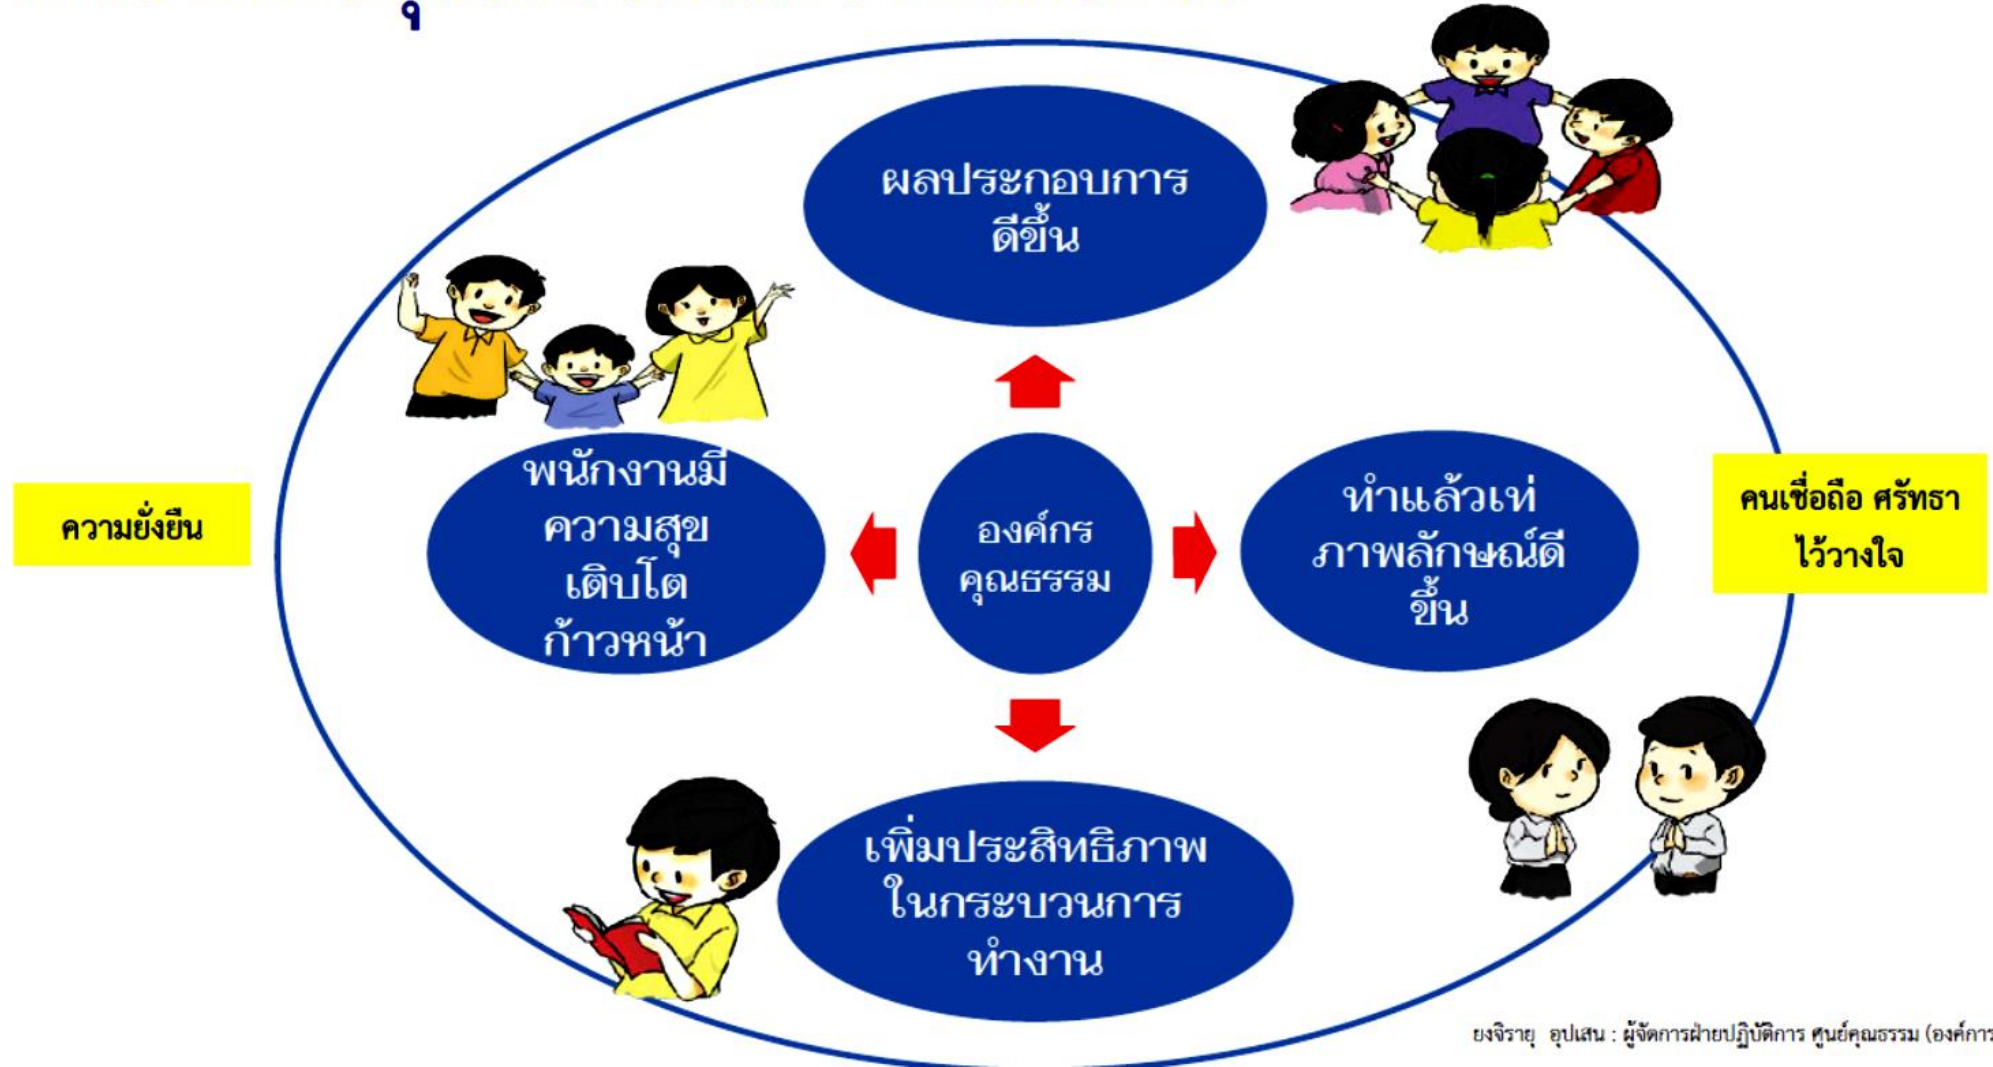 ผลประกอบการ
ดีขึ้น
พนักงานมี
ความสุข
เติบโต
ก้าวหน้า
องค์กร
คุณธรรม
ทำแล้วเท่
ภาพลักษณ์ดี
ขึ้น
ความยั่งยืน
คนเชื่อถือ ศรัทธา
ไว้วางใจ
เพิ่มประสิทธิภาพ
ในกระบวนการ
ทำงาน
ยงจิรายุ อุปเสน : ผู้จัดการฝ่ายปฏิบัติการ ศูนย์คุณธรรม (องค์การ